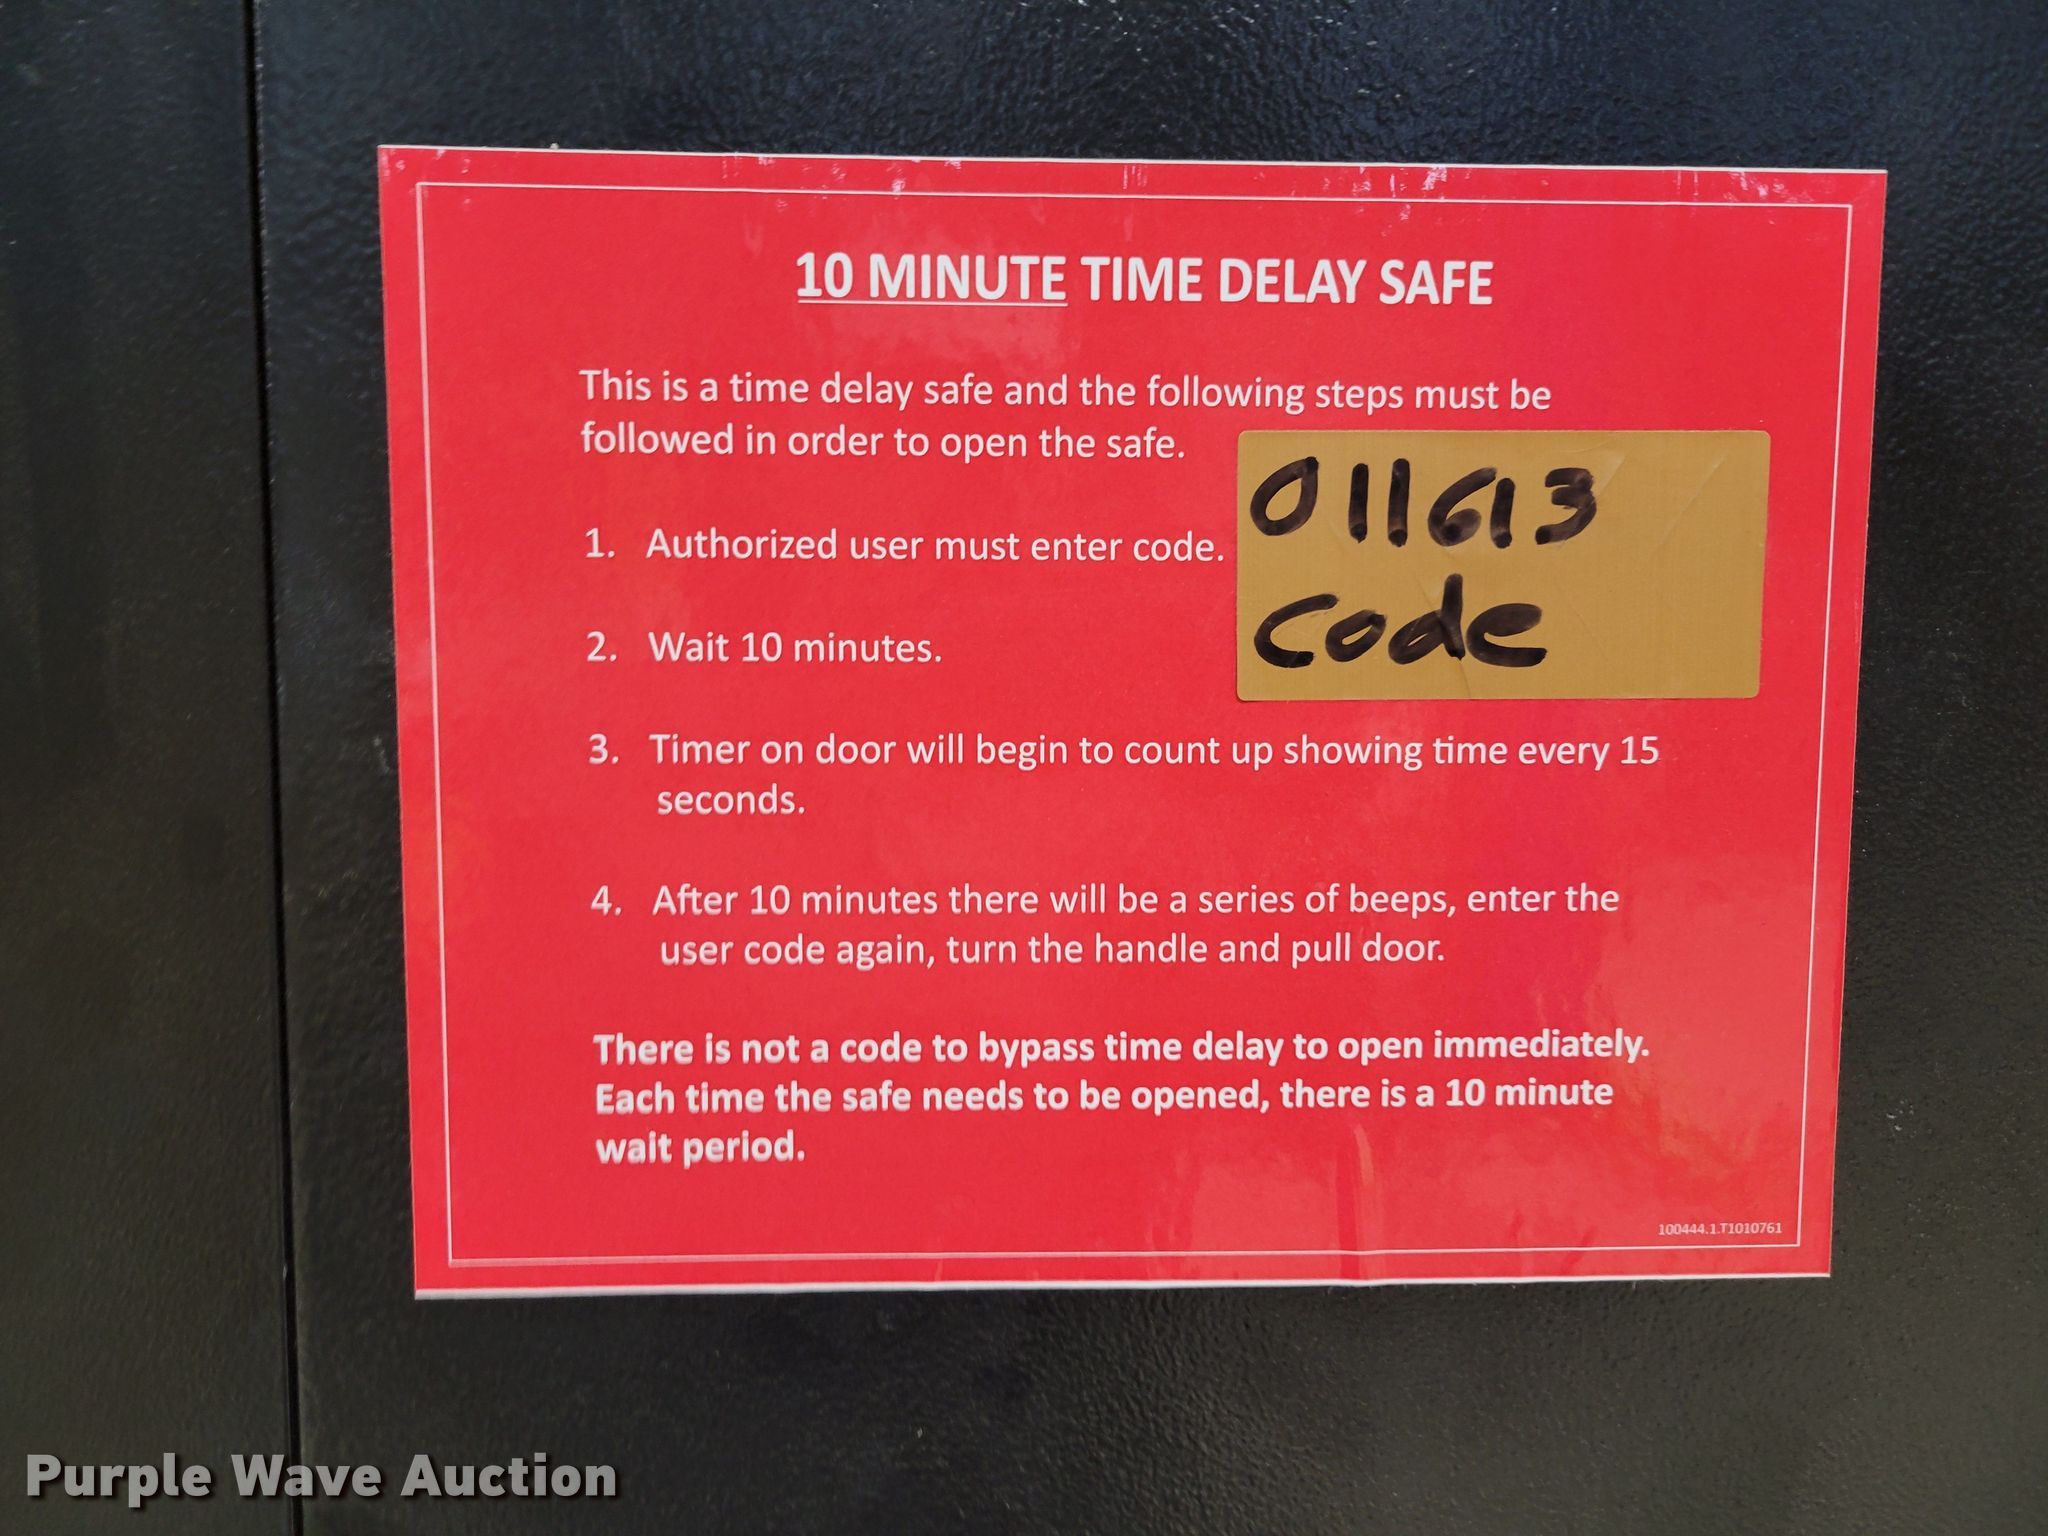 10 MINUTE TIME DELAY SAFE
This is a time delay safe and the following steps must be
followed in order to open the safe.
011613
code
1. Authorized user must enter code.
2. Wait 10 minutes.
3. Timer on door will begin to count up showing time every 15
seconds.
4. After 10 minutes there will be a series of beeps, enter the
user code again, turn the handle and pull door.
There is not a code to bypass time delay to open immediately.
Each time the safe needs to be opened, there is a 10 minute
wait period.
100444.1.T1010761
Purple Wave Auction